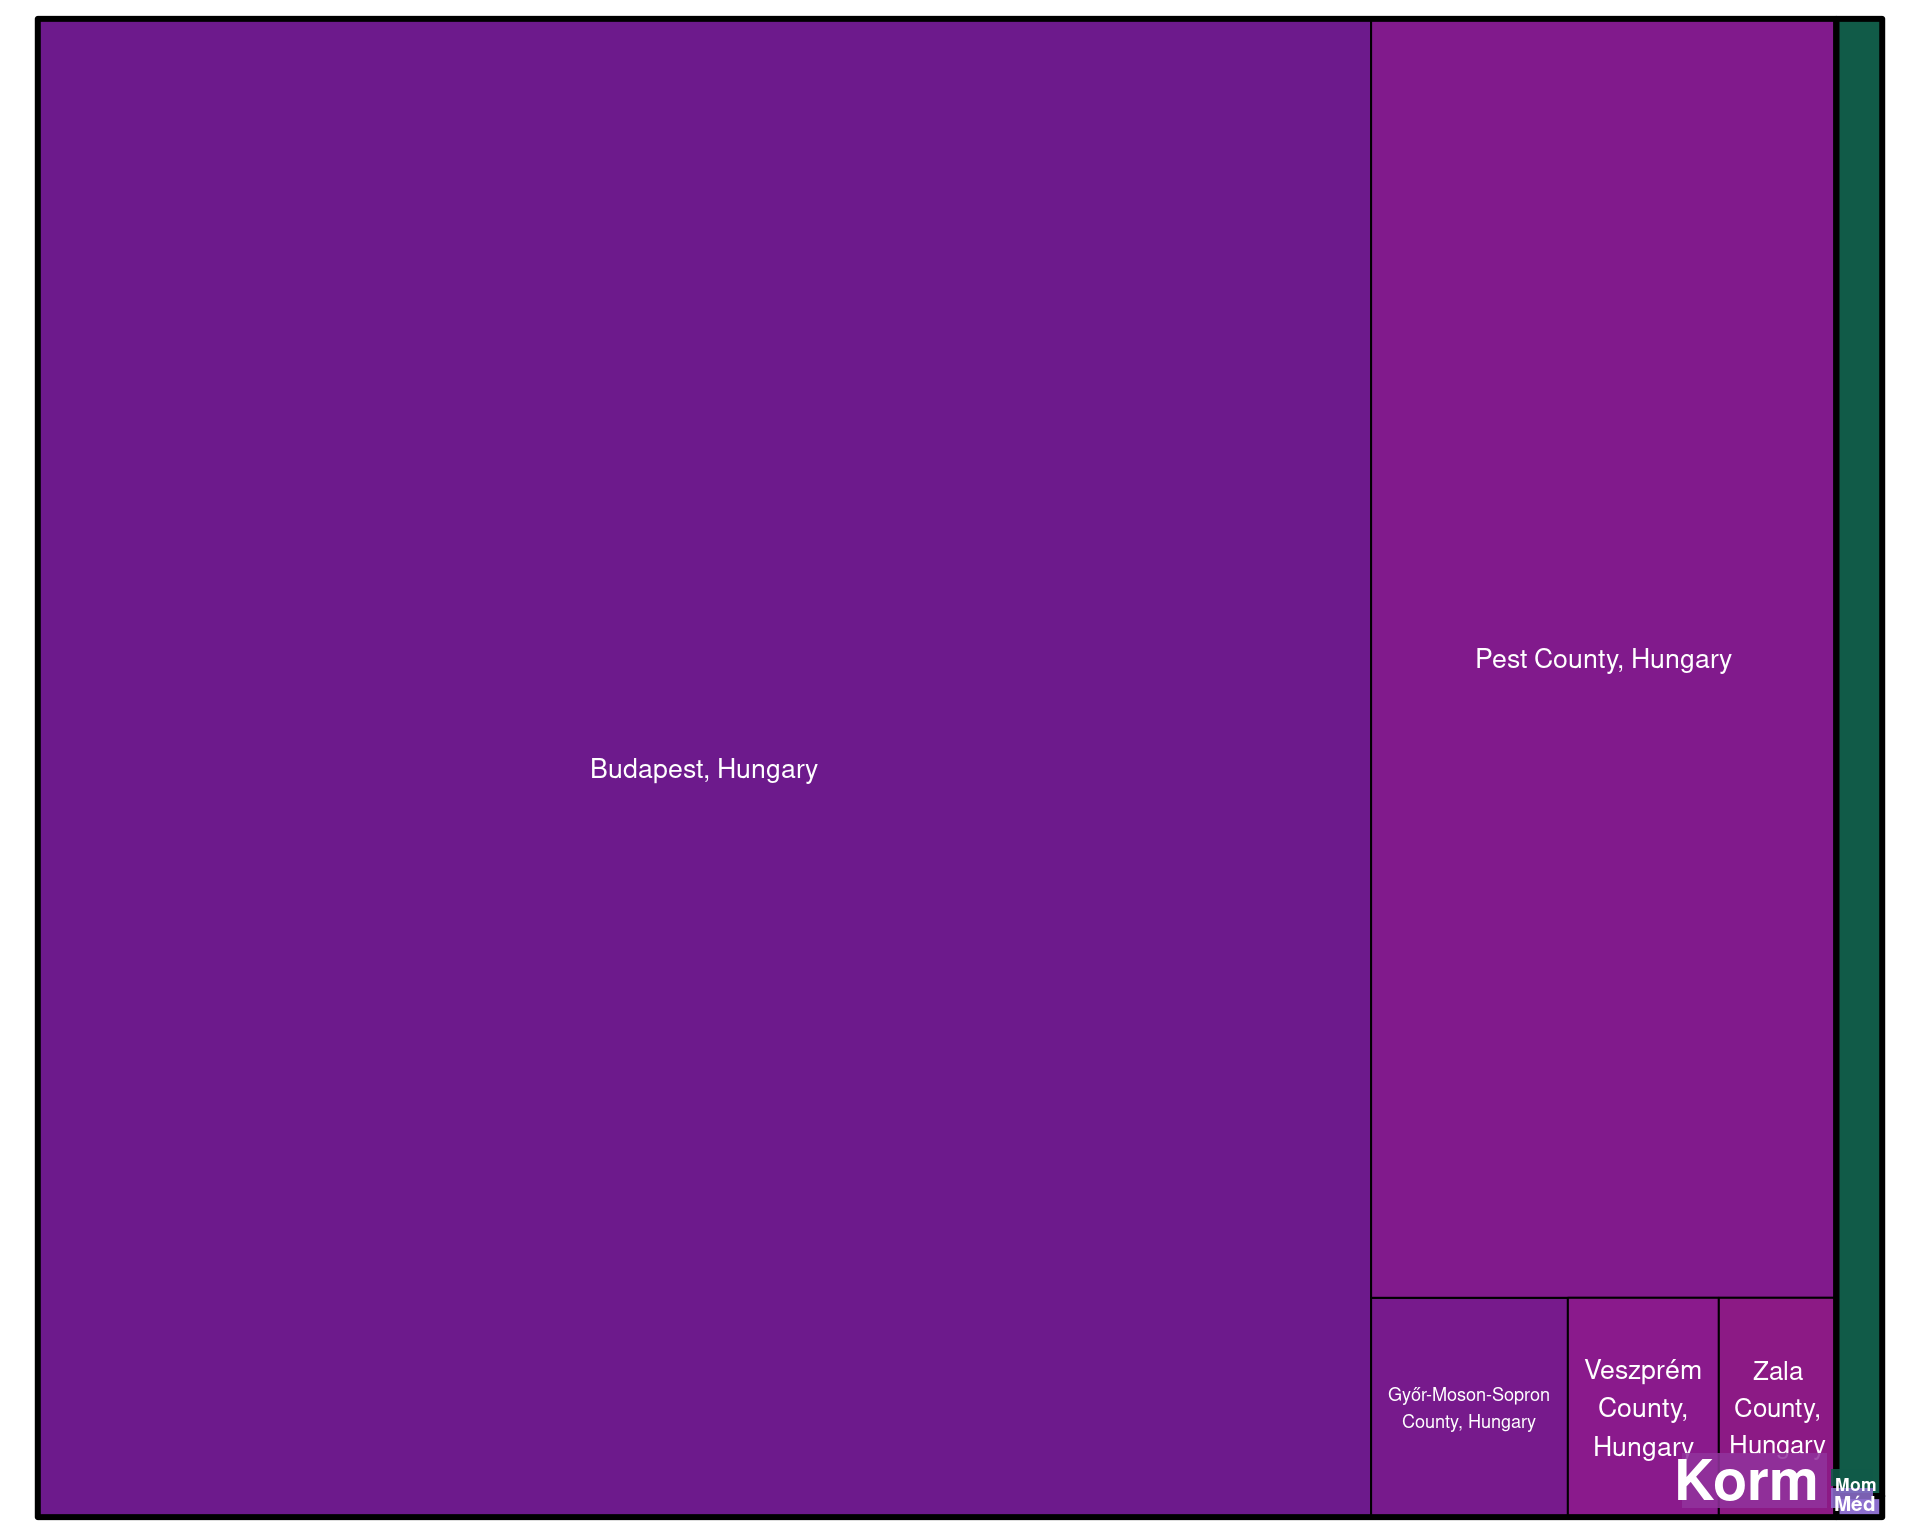 Pest County, Hungary
Budapest, Hungary
Győr-Moson-Sopron
County, Hungary
Veszprém
County,
Hungary
Zala
County,
Hungary
Korm
Mom
Méd